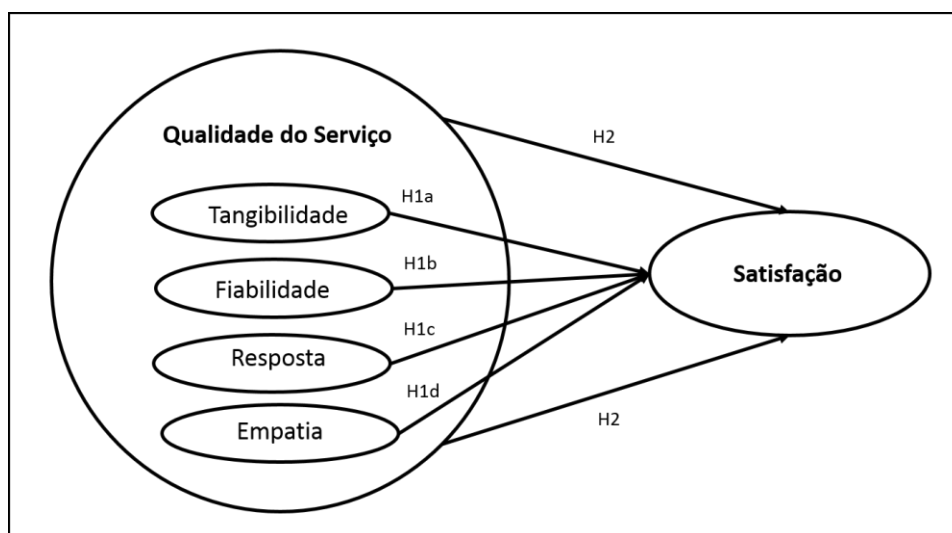 Qualidade do Serviço
H2
H1a
Tangibilidade
H1b
Fiabilidade
Satisfação
H1c
Resposta
H1d
Empatia
H2